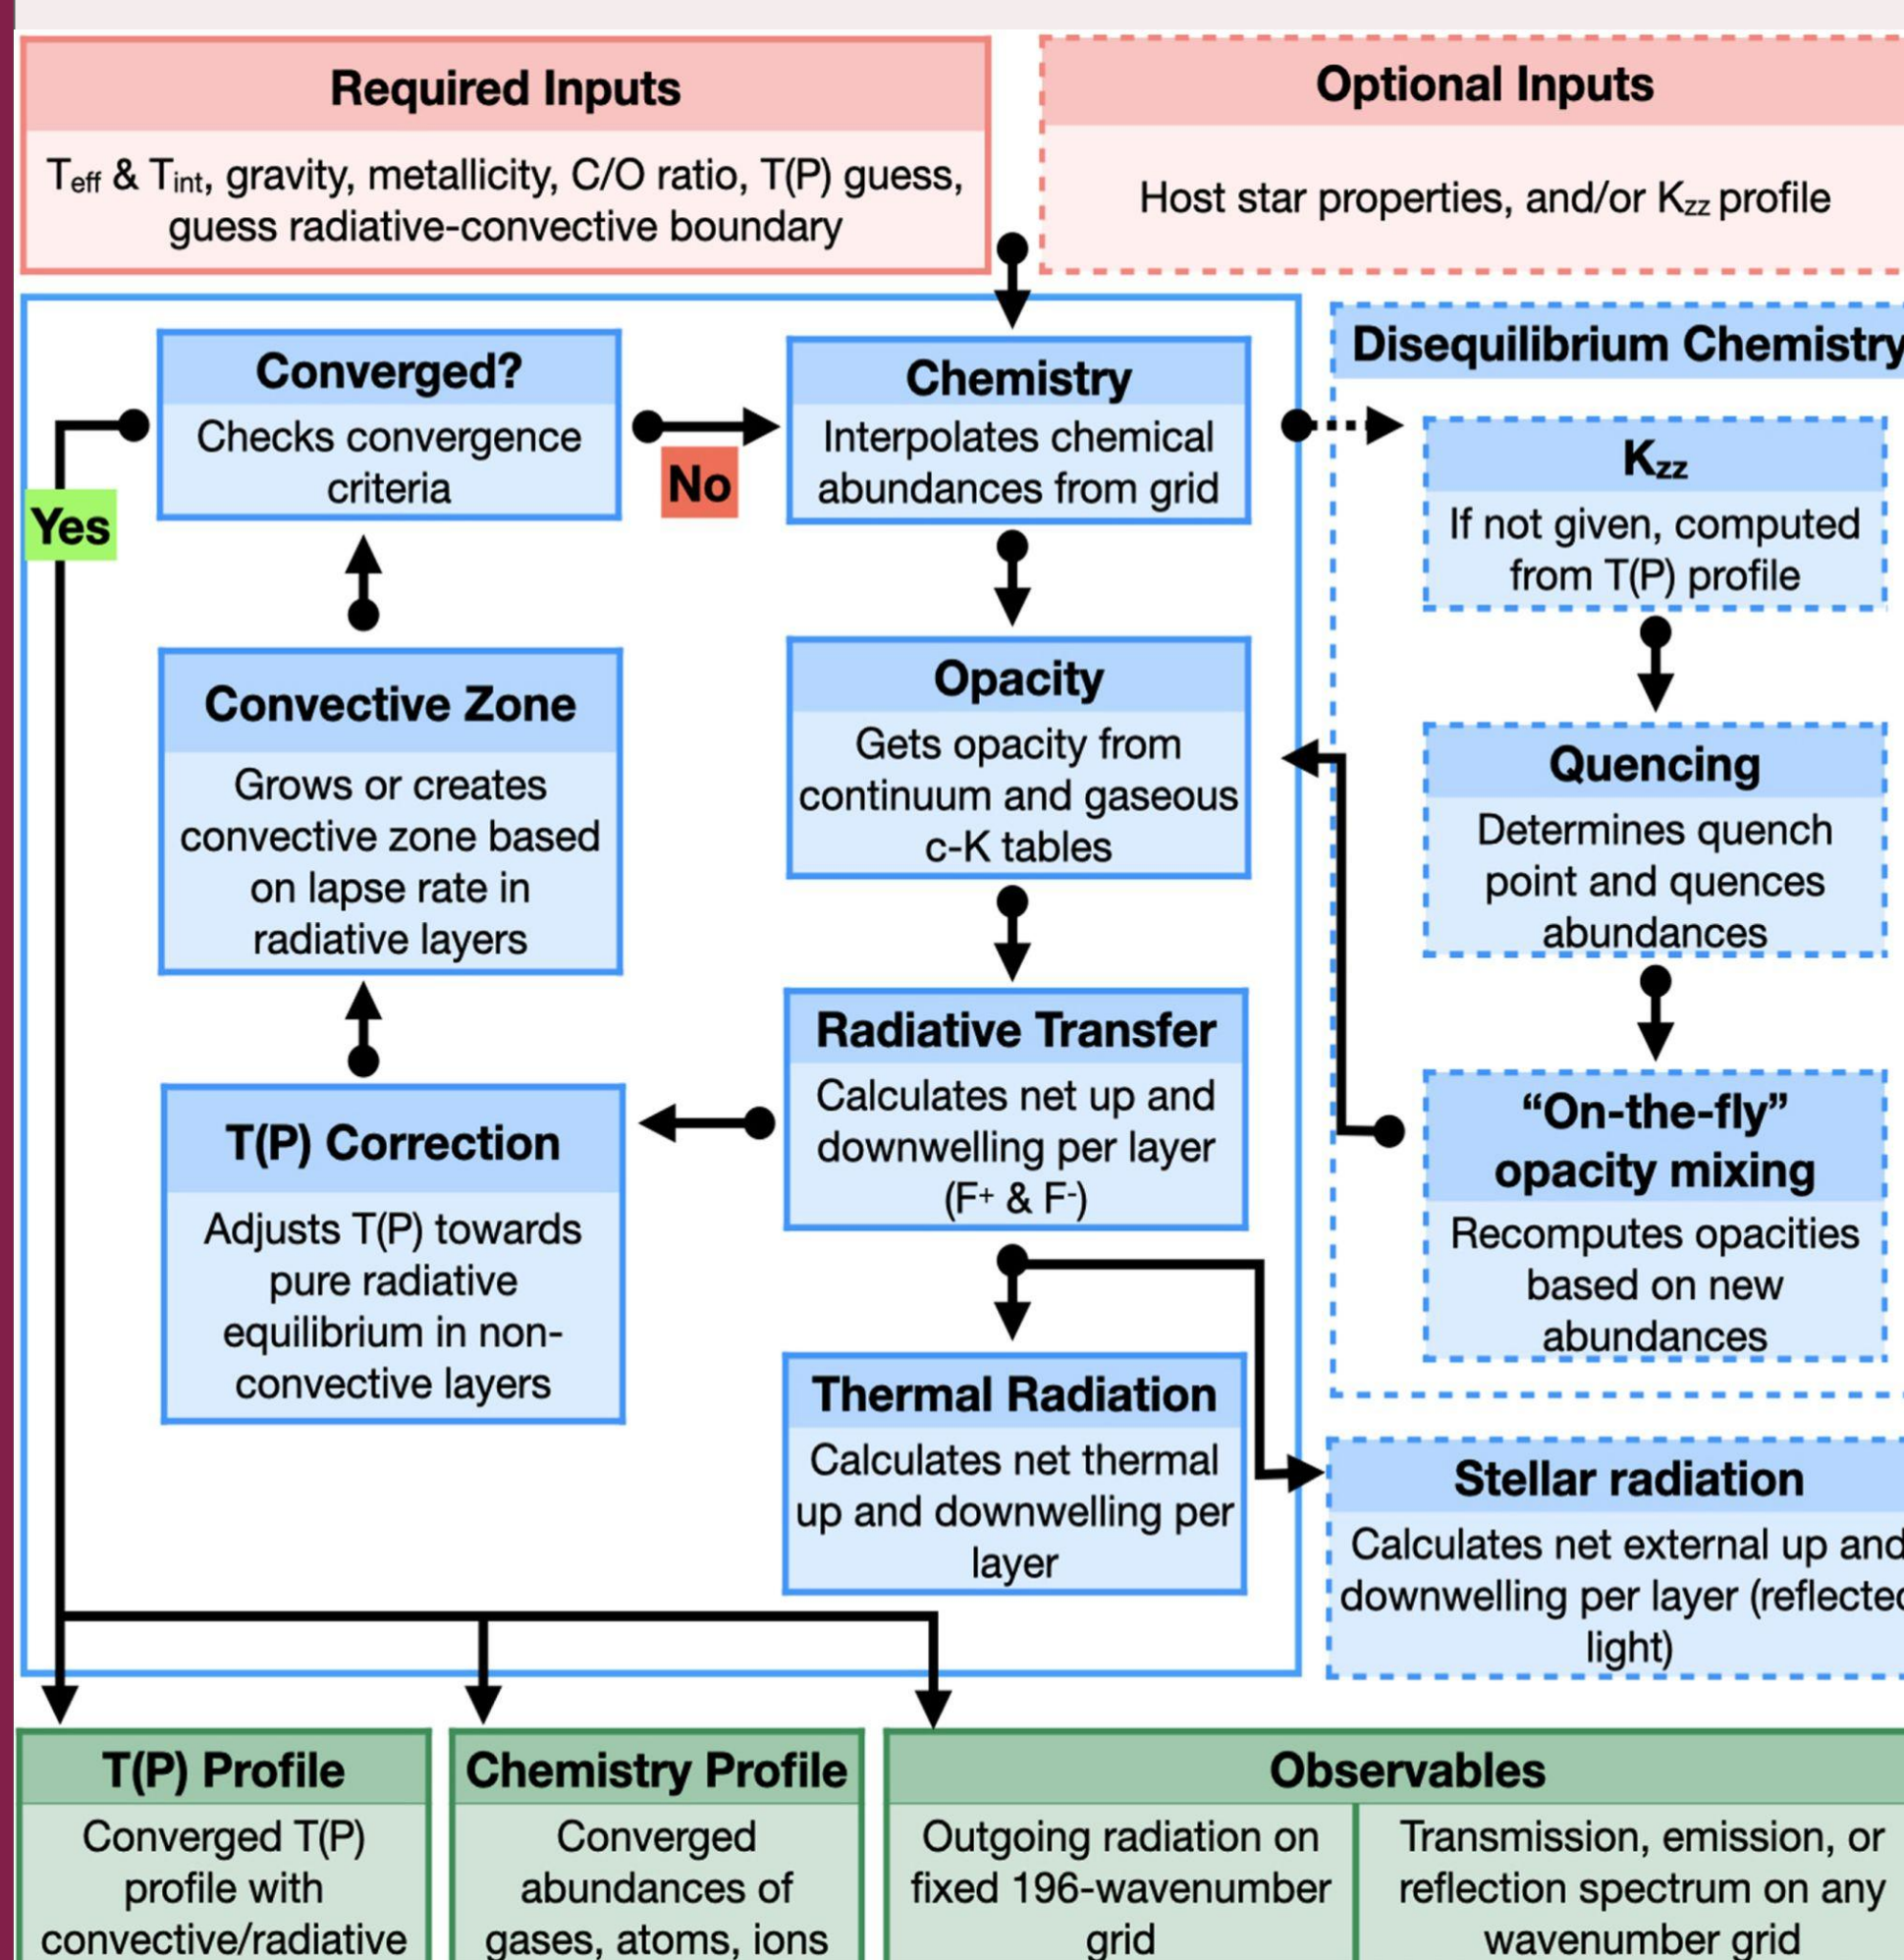 Required Inputs
Teff & Tint, gravity, metallicity, C/O ratio, T(P) guess,
guess radiative-convective boundary
Optional Inputs
Host star properties, and/or Kzz profile
Converged?
Checks convergence
criteria
No
Yes
Chemistry
Interpolates chemical
abundances from grid
Disequilibrium Chemistry
Kzz
If not given, computed
from T(P) profile
Convective Zone
Grows or creates
convective zone based
on lapse rate in
radiative layers
Opacity
Gets opacity from
continuum and gaseous
c-K tables
Quencing
Determines quench
point and quences
abundances
T(P) Correction
Adjusts T(P) towards
pure radiative
equilibrium in non-
convective layers
Radiative Transfer
Calculates net up and
downwelling per layer
(F+ & F-)
“On-the-fly”
opacity mixing
Recomputes opacities
based on new
abundances
Thermal Radiation
Calculates net thermal
up and downwelling per
layer
Stellar radiation
Calculates net external up and
downwelling per layer (reflected
light)
T(P) Profile
Converged T(P)
profile with
convective/radiative
Chemistry Profile
Converged
abundances of
gases, atoms, ions
Observables
Outgoing radiation on
fixed 196-wavenumber
grid
Transmission, emission, or
reflection spectrum on any
wavenumber grid